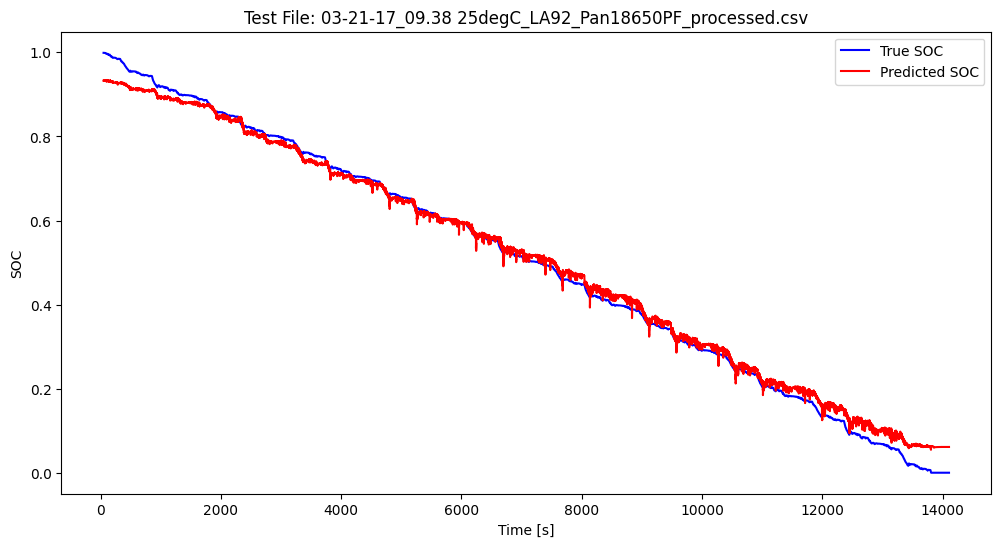 Test File: 03-21-17_09.38 25degC_LA92_Pan18650PF_processed.csv
True SOC
Predicted SOC
1.0
0.8
0.6
0.4
0.2
0.0
SOC
0 2000 4000 6000 8000 10000 12000 14000
Time [s]